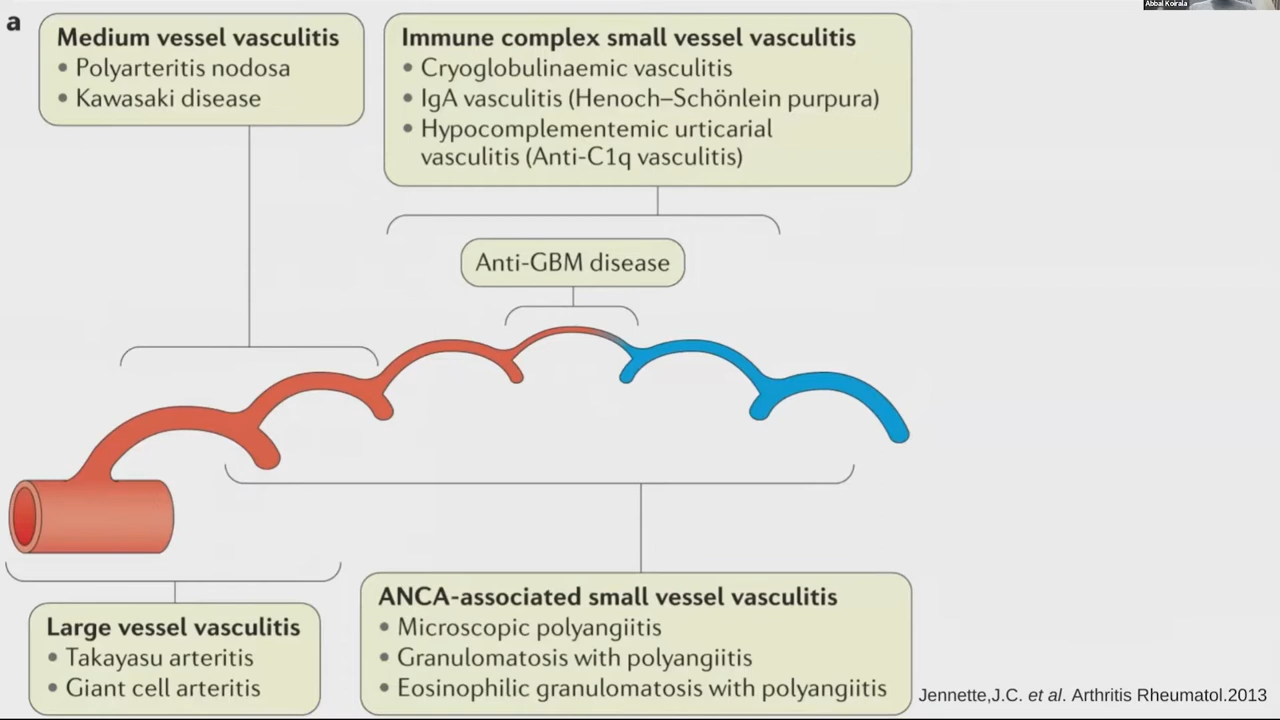 a
Abbal Koirala
Medium vessel vasculitis
• Polyarteritis nodosa
• Kawasaki disease
Immune complex small vessel vasculitis
• Cryoglobulinaemic vasculitis
• IgA vasculitis (Henoch–Schönlein purpura)
• Hypocomplementemic urticarial
vasculitis (Anti-C1q vasculitis)
Anti-GBM disease
Large vessel vasculitis
• Takayasu arteritis
• Giant cell arteritis
ANCA-associated small vessel vasculitis
• Microscopic polyangiitis
• Granulomatosis with polyangiitis
• Eosinophilic granulomatosis with polyangiitis
Jennette,J.C. et al. Arthritis Rheumatol.2013